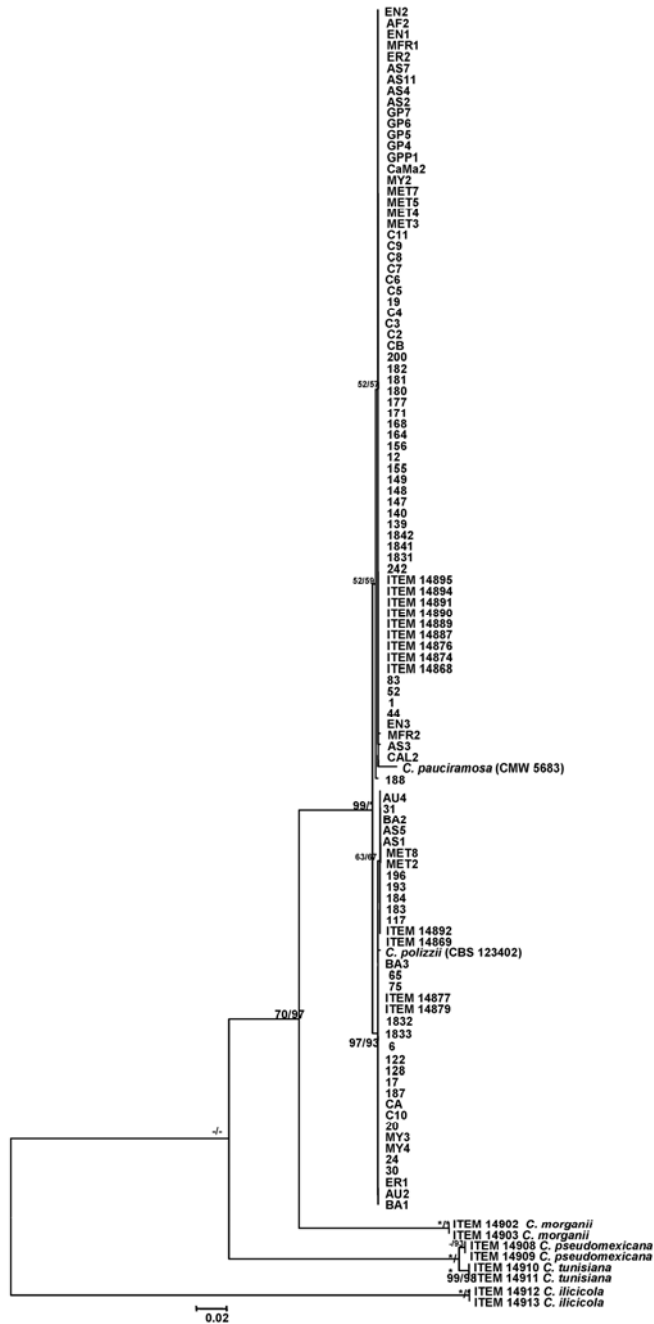 EN2
AF2
EN1
MFR1
ER2
AS7
AS11
AS4
AS2
GP7
GP6
GP5
GP4
GPP1
CaMa2
MY2
MET7
MET5
MET4
MET3
C11
C9
C8
C7
C6
C5
19
C4
C3
C2
CB
200
182
181
52/57
180
177
171
168
164
156
12
155
149
148
147
140
139
1842
1841
1831
242
52/59
ITEM 14895
ITEM 14894
ITEM 14891
ITEM 14890
ITEM 14889
ITEM 14887
ITEM 14876
ITEM 14874
ITEM 14868
83
52
1
44
EN3
MFR2
AS3
CAL2
C. pauciramosa (CMW 5683)
188
AU4
99/*
31
BA2
AS5
AS1
MET8
63/67
MET2
196
193
184
183
117
ITEM 14892
ITEM 14869
C. polizzii (CBS 123402)
BA3
65
75
ITEM 14877
ITEM 14879
70/97
1832
1833
97/93
6
122
128
17
187
CA
C10
20
-/-
MY3
MY4
24
30
ER1
AU2
BA1
*/* ITEM 14902 C. morganii
ITEM 14903 C. morganii
-/93 ITEM 14908 C. pseudomexicana
*/ ITEM 14909 C. pseudomexicana
* ITEM 14910 C. tunisiana
99/98 ITEM 14911 C. tunisiana
*/* ITEM 14912 C. ilicicola
ITEM 14913 C. ilicicola
0.02